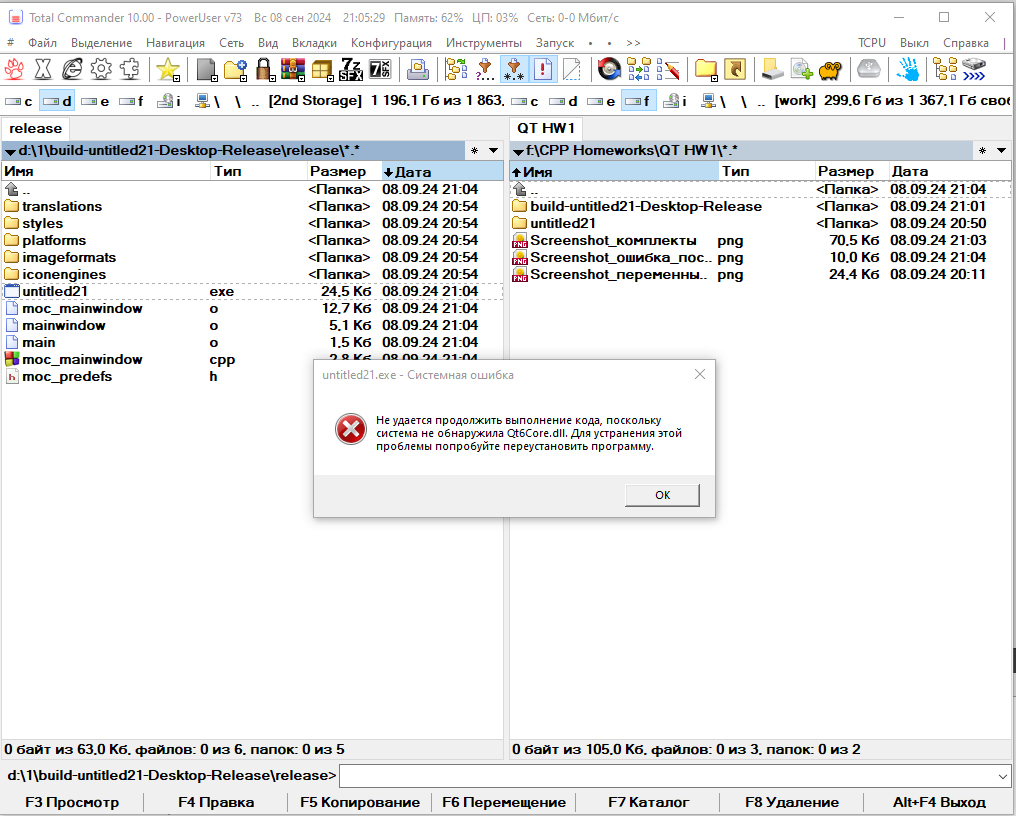 Total Commander 10.00 - PowerUser v73 Вс 08 сен 2024 21:05:29 Память: 62% ЦП: 03% Сеть: 0-0 Мбит/с
# Файл Выделение Навигация Сеть Вид Вкладки Конфигурация Инструменты Запуск • • >> TCPU Выкл Справка |
c d e f i \ \ .. [2nd Storage] 1 196,1 Гб из 1 863, c d e f i \ \ .. [work] 299,6 Гб из 1 367,1 Гб своб
release QT HW1
d:\1\build-untitled21-Desktop-Release\release\*.* * f:\CPP Homeworks\QT HW1\*.* *
Имя Тип Размер Дата Имя Тип Размер Дата
.. <Папка> 08.09.24 21:04 .. <Папка> 08.09.24 21:04
translations <Папка> 08.09.24 20:54 build-untitled21-Desktop-Release <Папка> 08.09.24 21:01
styles <Папка> 08.09.24 20:54 untitled21 <Папка> 08.09.24 20:50
platforms <Папка> 08.09.24 20:54 PNG Screenshot_комплекты png 70,5 Кб 08.09.24 21:03
imageformats <Папка> 08.09.24 20:54 PNG Screenshot_ошибка_пос.. png 10,0 Кб 08.09.24 21:04
iconengines <Папка> 08.09.24 20:54 PNG Screenshot_переменны.. png 24,4 Кб 08.09.24 20:11
untitled21 exe 24,5 Кб 08.09.24 21:04
moc_mainwindow o 12,7 Кб 08.09.24 21:04
mainwindow o 5,1 Кб 08.09.24 21:04
main o 1,5 Кб 08.09.24 21:04
moc_mainwindow cpp 2,8 Кб 08.09.24 21:04
h moc_predefs h
untitled21.exe - Системная ошибка
Не удается продолжить выполнение кода, поскольку
система не обнаружила Qt6Core.dll. Для устранения этой
проблемы попробуйте переустановить программу.
OK
0 байт из 63,0 Кб, файлов: 0 из 6, папок: 0 из 5 0 байт из 105,0 Кб, файлов: 0 из 3, папок: 0 из 2
d:\1\build-untitled21-Desktop-Release\release>
F3 Просмотр F4 Правка F5 Копирование F6 Перемещение F7 Каталог F8 Удаление Alt+F4 Выход